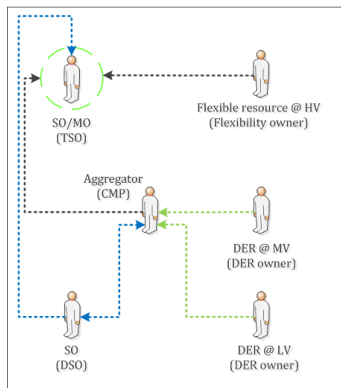 SO/MO
(TSO)
Flexible resource @ HV
(Flexibility owner)
Aggregator
(CMP)
DER @ MV
(DER owner)
SO
(DSO)
DER @ LV
(DER owner)